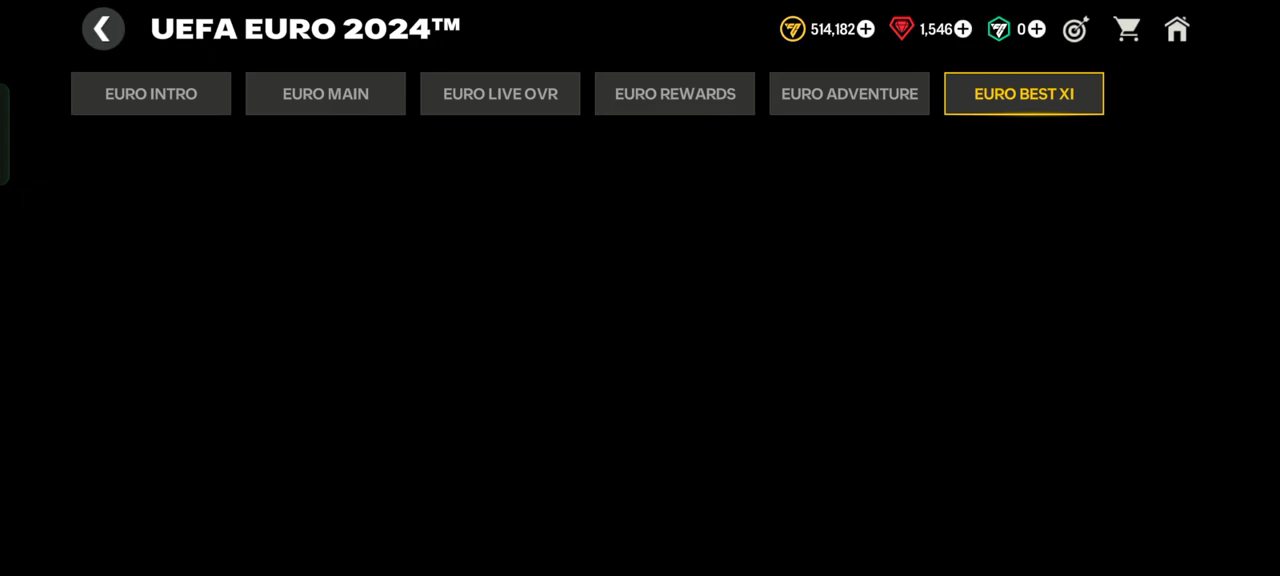 UEFA EURO 2024™ 514,182 1,546 0
EURO INTRO EURO MAIN EURO LIVE OVR EURO REWARDS EURO ADVENTURE EURO BEST XI